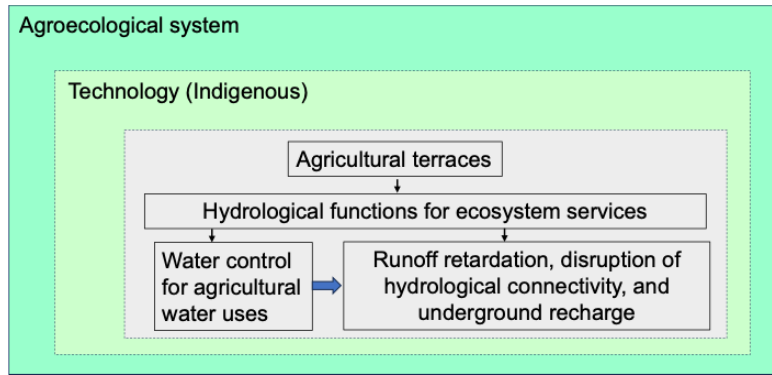 Agroecological system
Technology (Indigenous)
Agricultural terraces
Hydrological functions for ecosystem services
Water control
for agricultural
water uses
Runoff retardation, disruption of
hydrological connectivity, and
underground recharge